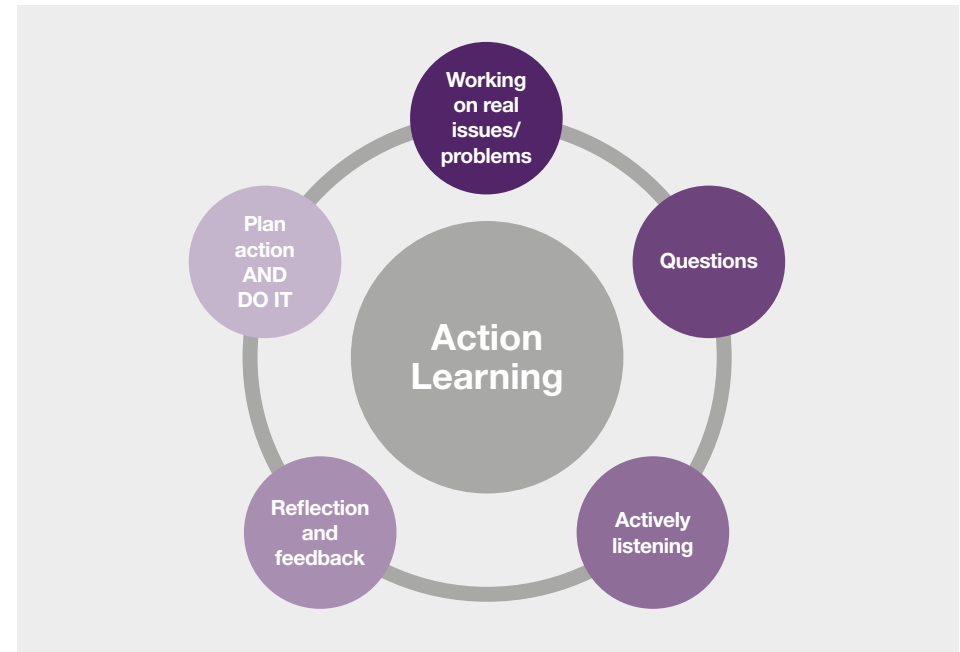 Working
on real
issues/
problems
Questions
Actively
listening
Reflection
and
feedback
Plan
action
AND
DO IT
Action
Learning